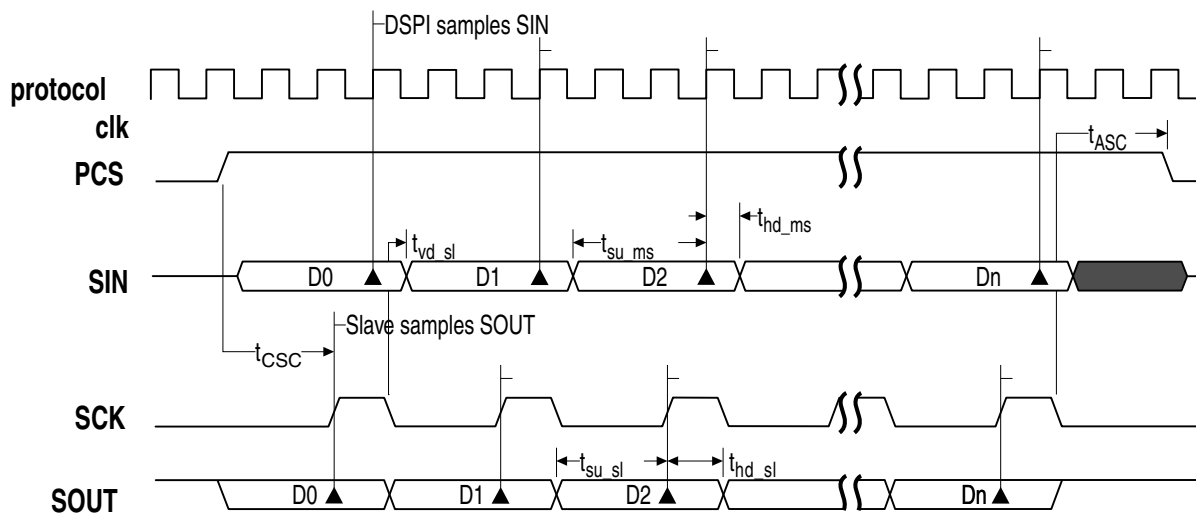 DSPI samples SIN
protocol
clk
t_ASC
PCS
t_hd_ms
t_vd_sl
t_su_ms
SIN
D0
D1
D2
Dn
Slave samples SOUT
t_CSC
SCK
t_su_sl
t_hd_sl
SOUT
D0
D1
D2
Dn